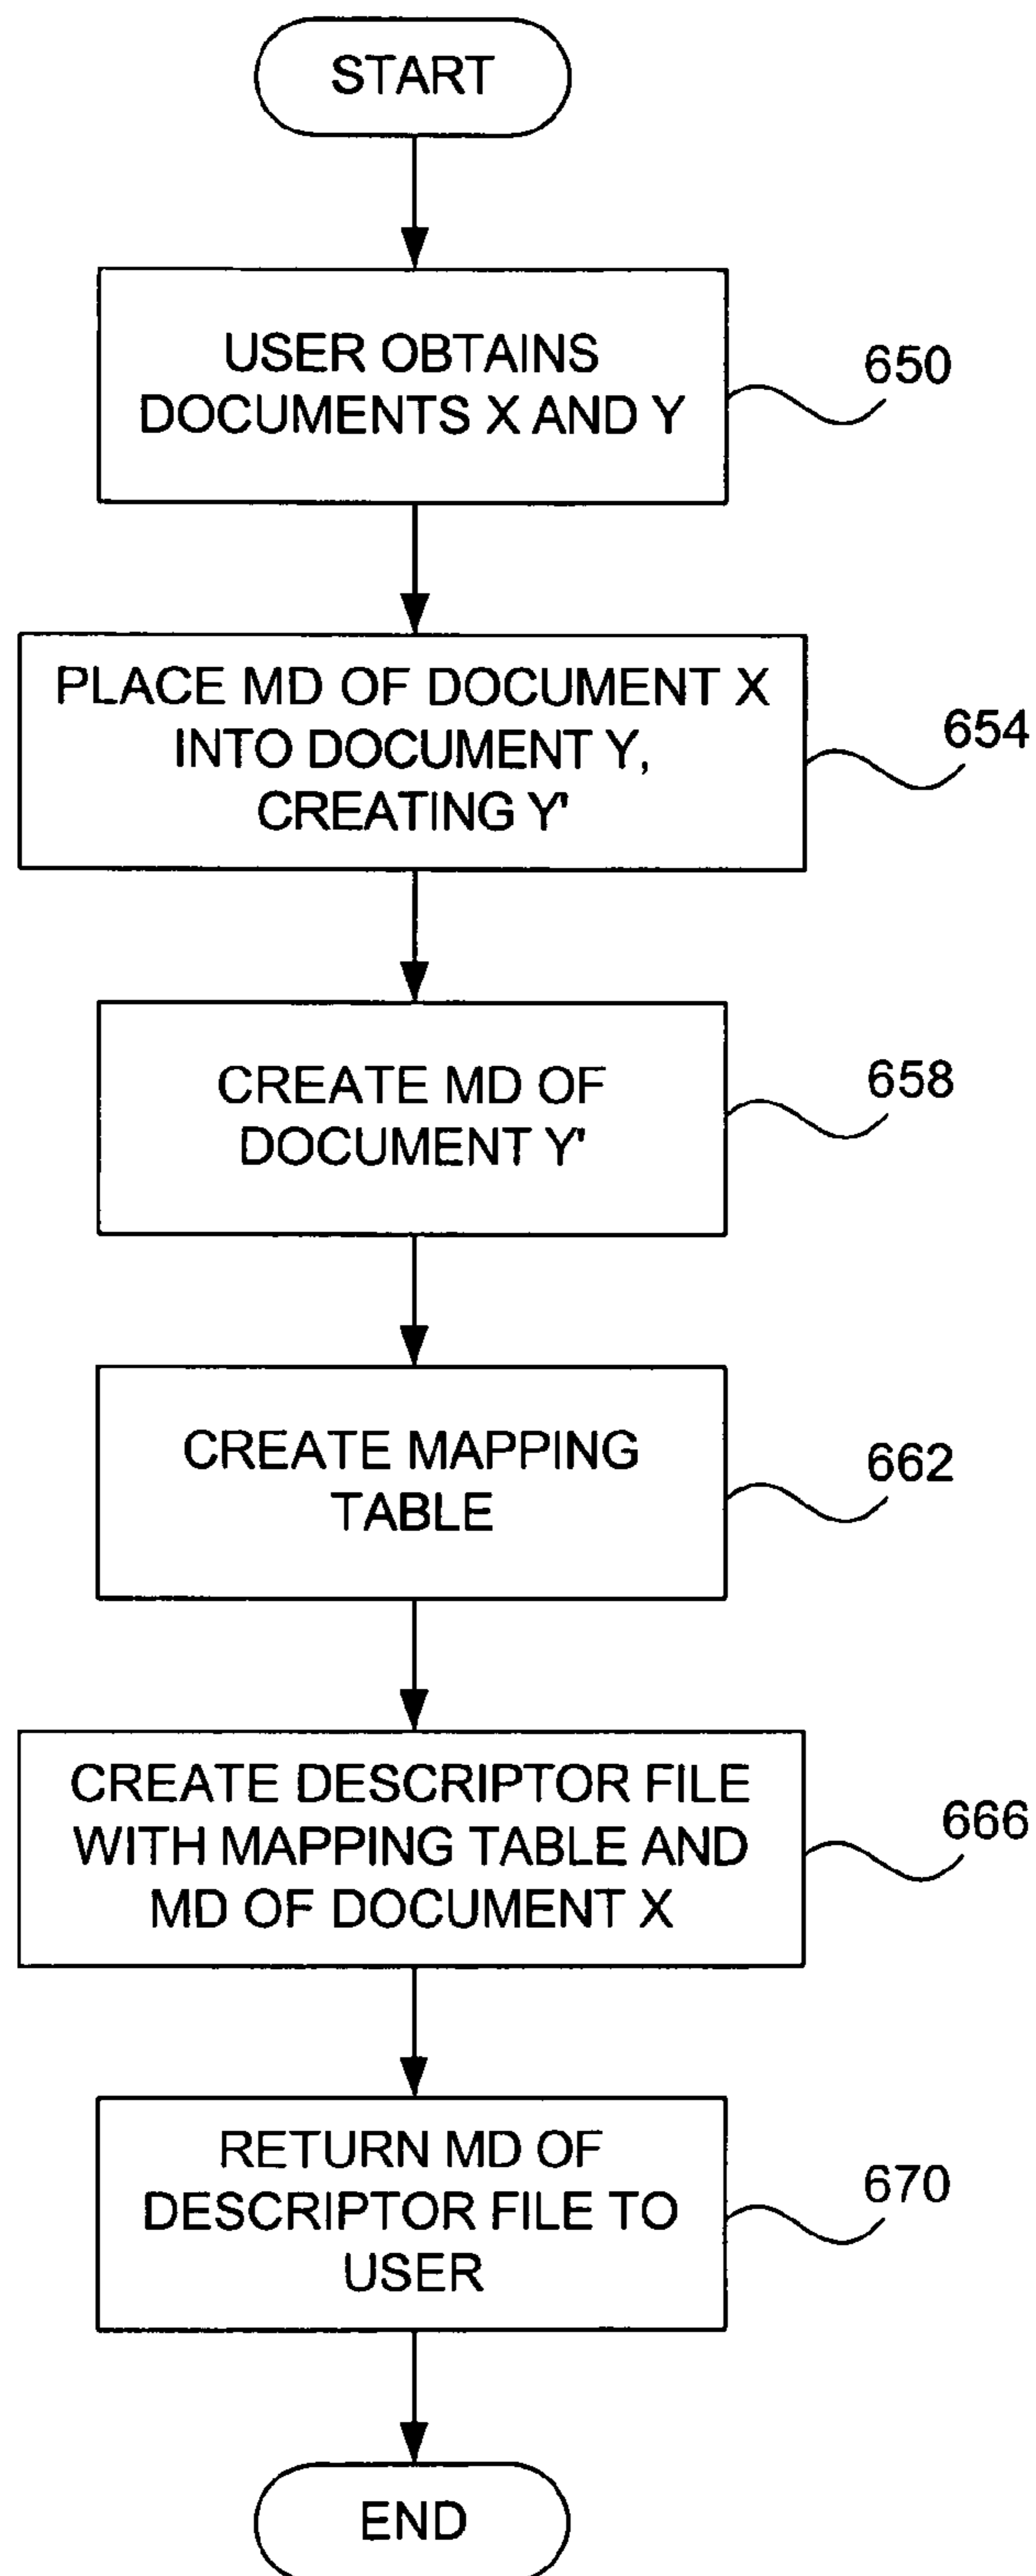 START
USER OBTAINS
DOCUMENTS X AND Y
650
PLACE MD OF DOCUMENT X
INTO DOCUMENT Y,
CREATING Y'
654
CREATE MD OF
DOCUMENT Y'
658
CREATE MAPPING
TABLE
662
CREATE DESCRIPTOR FILE
WITH MAPPING TABLE AND
MD OF DOCUMENT X
666
RETURN MD OF
DESCRIPTOR FILE TO
USER
670
END